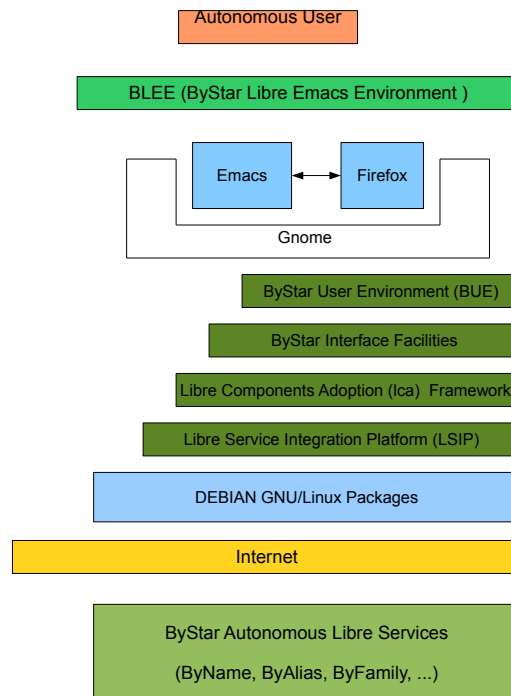 Autonomous User
BLEE (ByStar Libre Emacs Environment )
Emacs
Firefox
Gnome
ByStar User Environment (BUE)
ByStar Interface Facilities
Libre Components Adoption (lca) Framework
Libre Service Integration Platform (LSIP)
DEBIAN GNU/Linux Packages
Internet
ByStar Autonomous Libre Services
(ByName, ByAlias, ByFamily, ...)